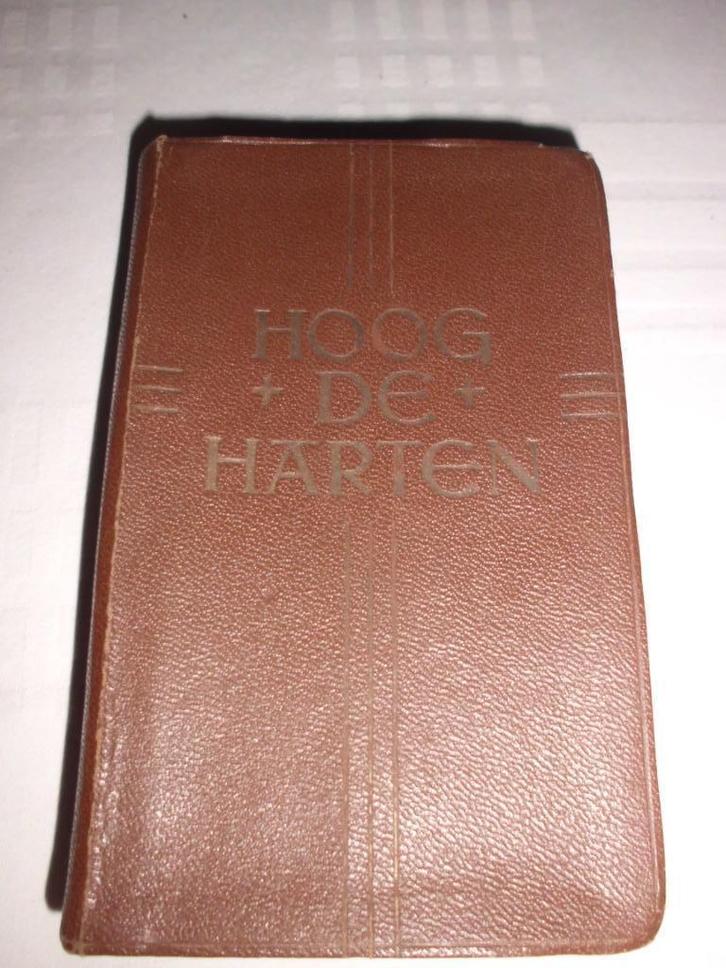 HOOG
+ DE +
HARTEN